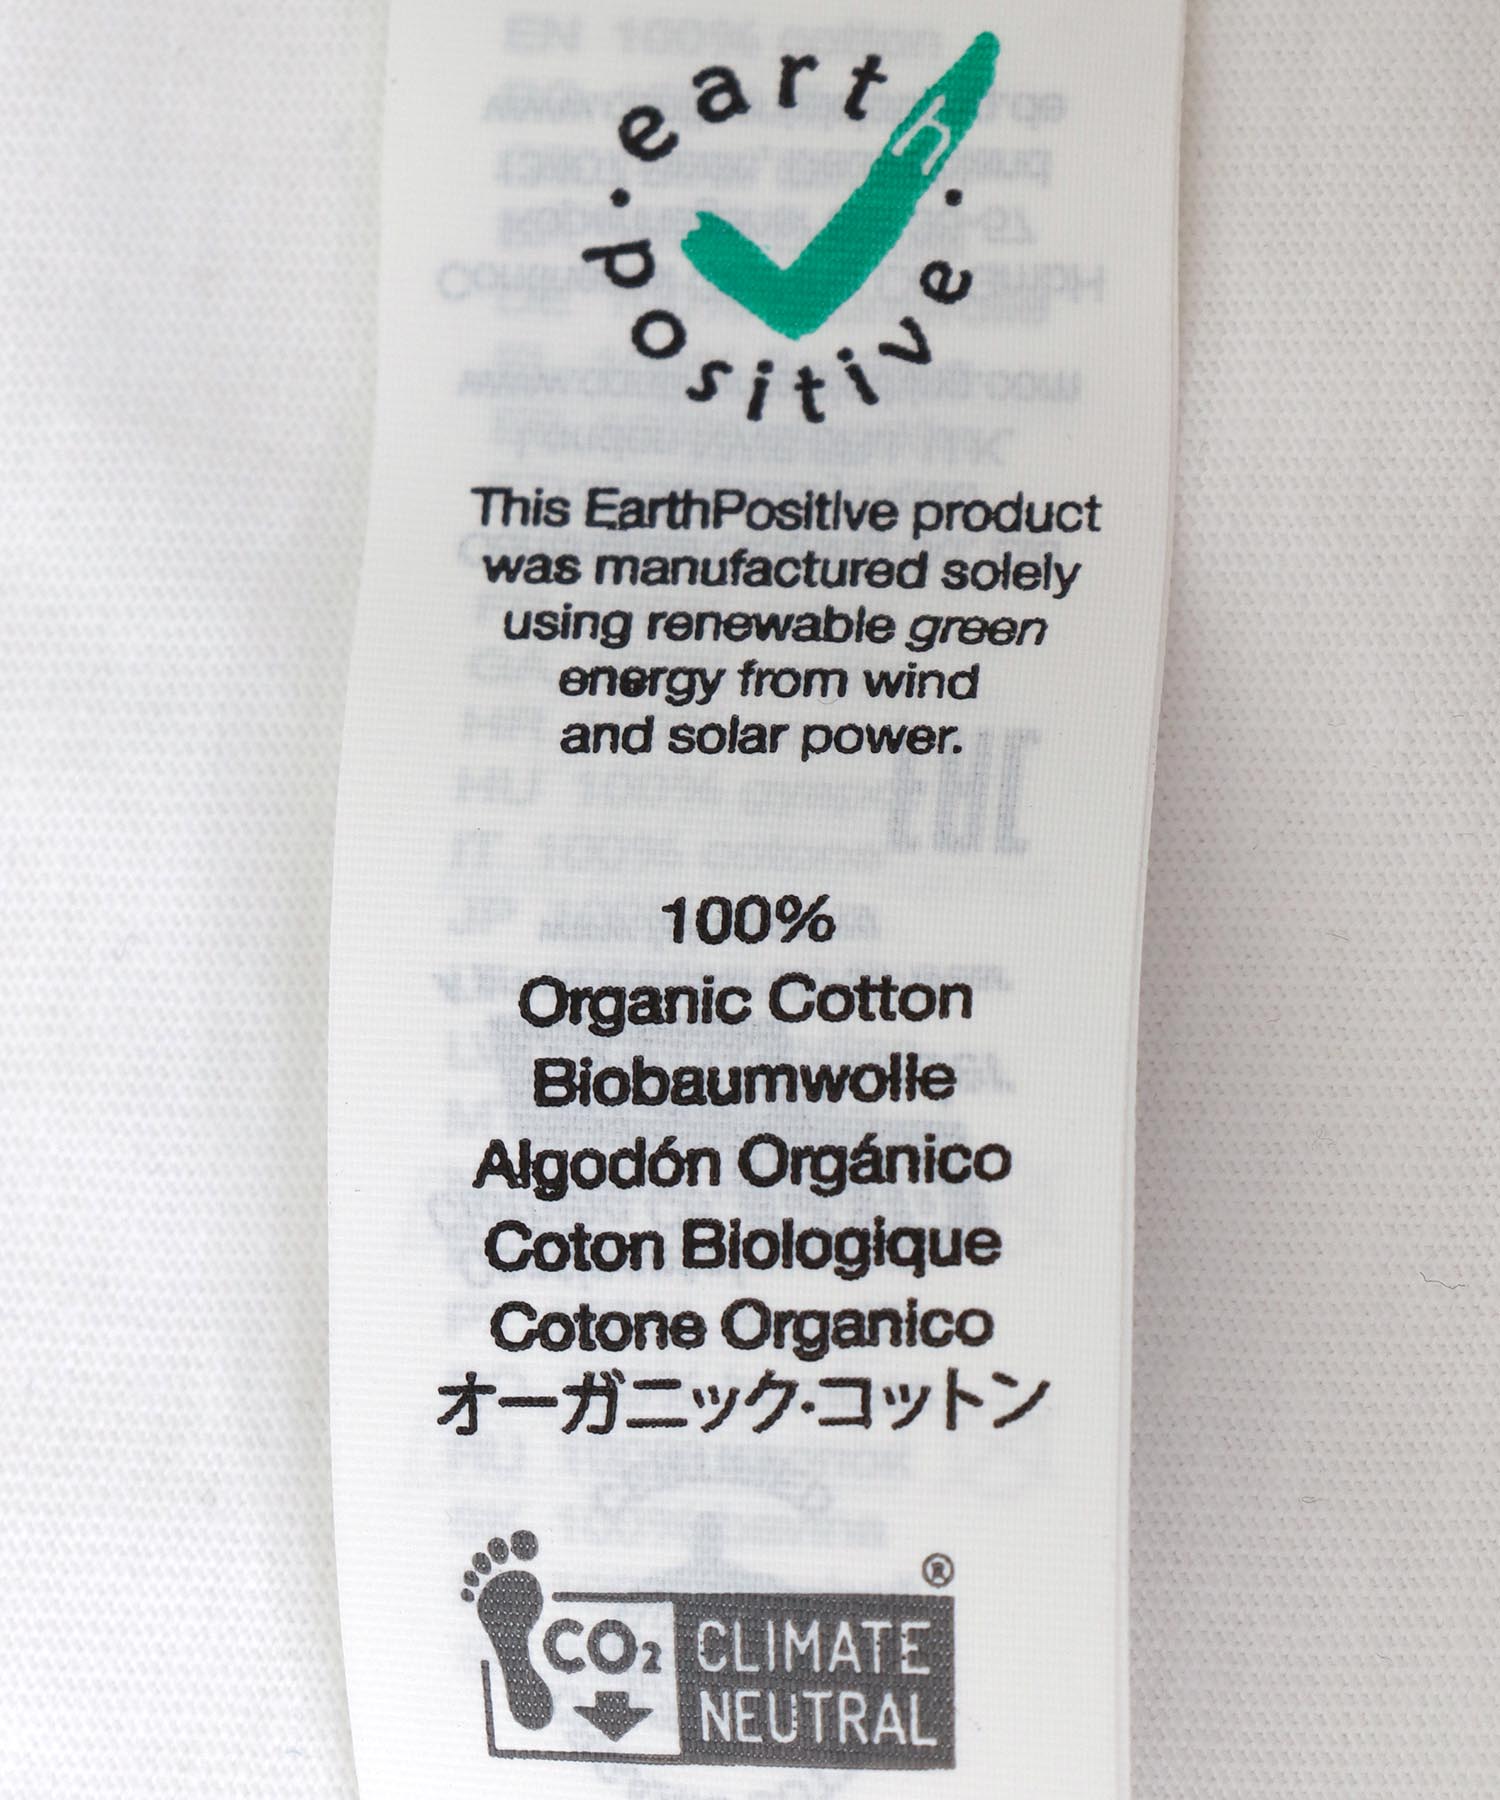 earth
.positive.
This EarthPositive product
was manufactured solely
using renewable green
energy from wind
and solar power.
100%
Organic Cotton
Biobaumwolle
Algodón Orgánico
Coton Biologique
Cotone Organico
オーガニック・コットン
®
CO₂ CLIMATE
NEUTRAL